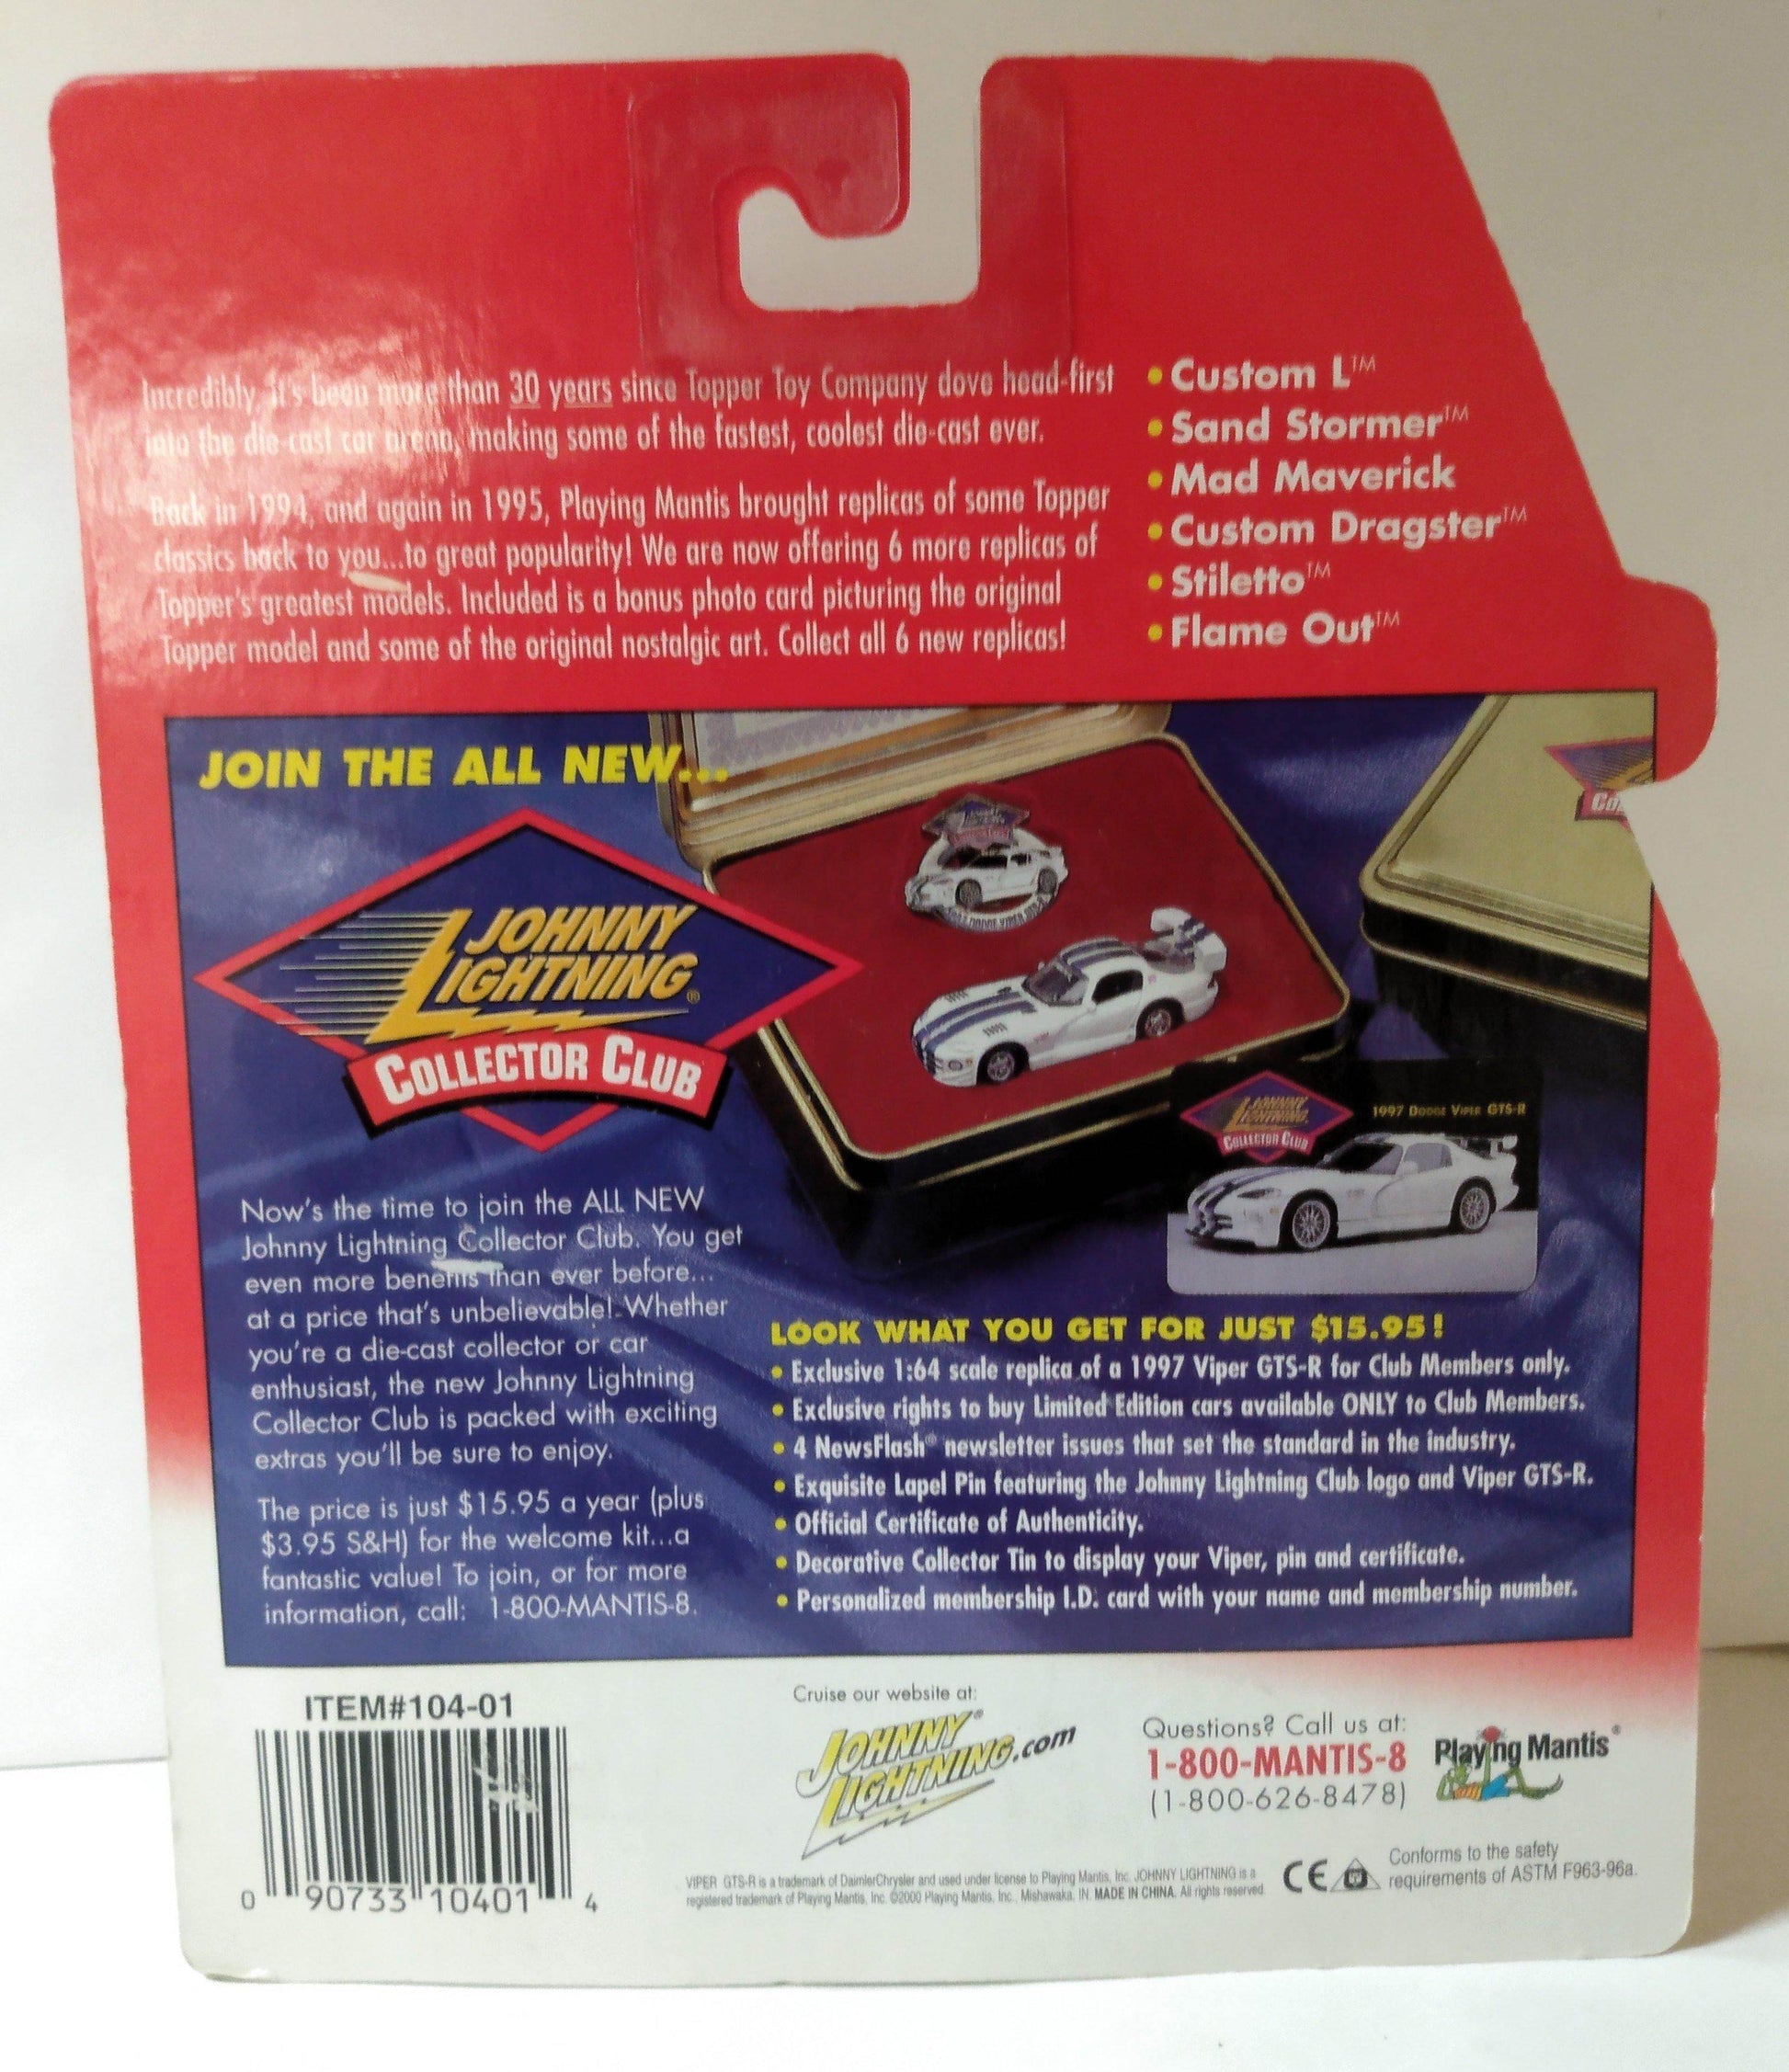 Incredibly, it's been more than 30 years since Topper Toy Company dove head-first
into the die-cast car arena, making some of the fastest, coolest die-cast ever.
Back in 1994, and again in 1995, Playing Mantis brought replicas of some Topper
classics back to you...to great popularity! We are now offering 6 more replicas of
Topper's greatest models. Included is a bonus photo card picturing the original
Topper model and some of the original nostalgic art. Collect all 6 new replicas!
• Custom L™
• Sand Stormer™
• Mad Maverick
• Custom Dragster™
• Stiletto™
• Flame Out™
JOIN THE ALL NEW...
JOHNNY
LIGHTNING®
COLLECTOR CLUB
JOHNNY
LIGHTNING
COLLECTOR CLUB
1997 DODGE VIPER GTS-R
Now's the time to join the ALL NEW
Johnny Lightning Collector Club. You get
even more benefits than ever before...
at a price that's unbelievable! Whether
you're a die-cast collector or car
enthusiast, the new Johnny Lightning
Collector Club is packed with exciting
extras you'll be sure to enjoy.
The price is just $15.95 a year (plus
$3.95 S&H) for the welcome kit...a
fantastic value! To join, or for more
information, call: 1-800-MANTIS-8.
LOOK WHAT YOU GET FOR JUST $15.95!
• Exclusive 1:64 scale replica of a 1997 Viper GTS-R for Club Members only.
• Exclusive rights to buy Limited Edition cars available ONLY to Club Members.
• 4 NewsFlash® newsletter issues that set the standard in the industry.
• Exquisite Lapel Pin featuring the Johnny Lightning Club logo and Viper GTS-R.
• Official Certificate of Authenticity.
• Decorative Collector Tin to display your Viper, pin and certificate.
• Personalized membership I.D. card with your name and membership number.
ITEM#104-01
0 90733 10401 4
Cruise our website at:
JOHNNY®
LIGHTNING.com
Questions? Call us at:
1-800-MANTIS-8
(1-800-626-8478)
Playing Mantis®
VIPER GTS-R is a trademark of DaimlerChrysler and used under license to Playing Mantis, Inc. JOHNNY LIGHTNING is a
registered trademark of Playing Mantis, Inc. ©2000 Playing Mantis, Inc., Mishawaka, IN. MADE IN CHINA. All rights reserved.
CE
Conforms to the safety
requirements of ASTM F963-96a.